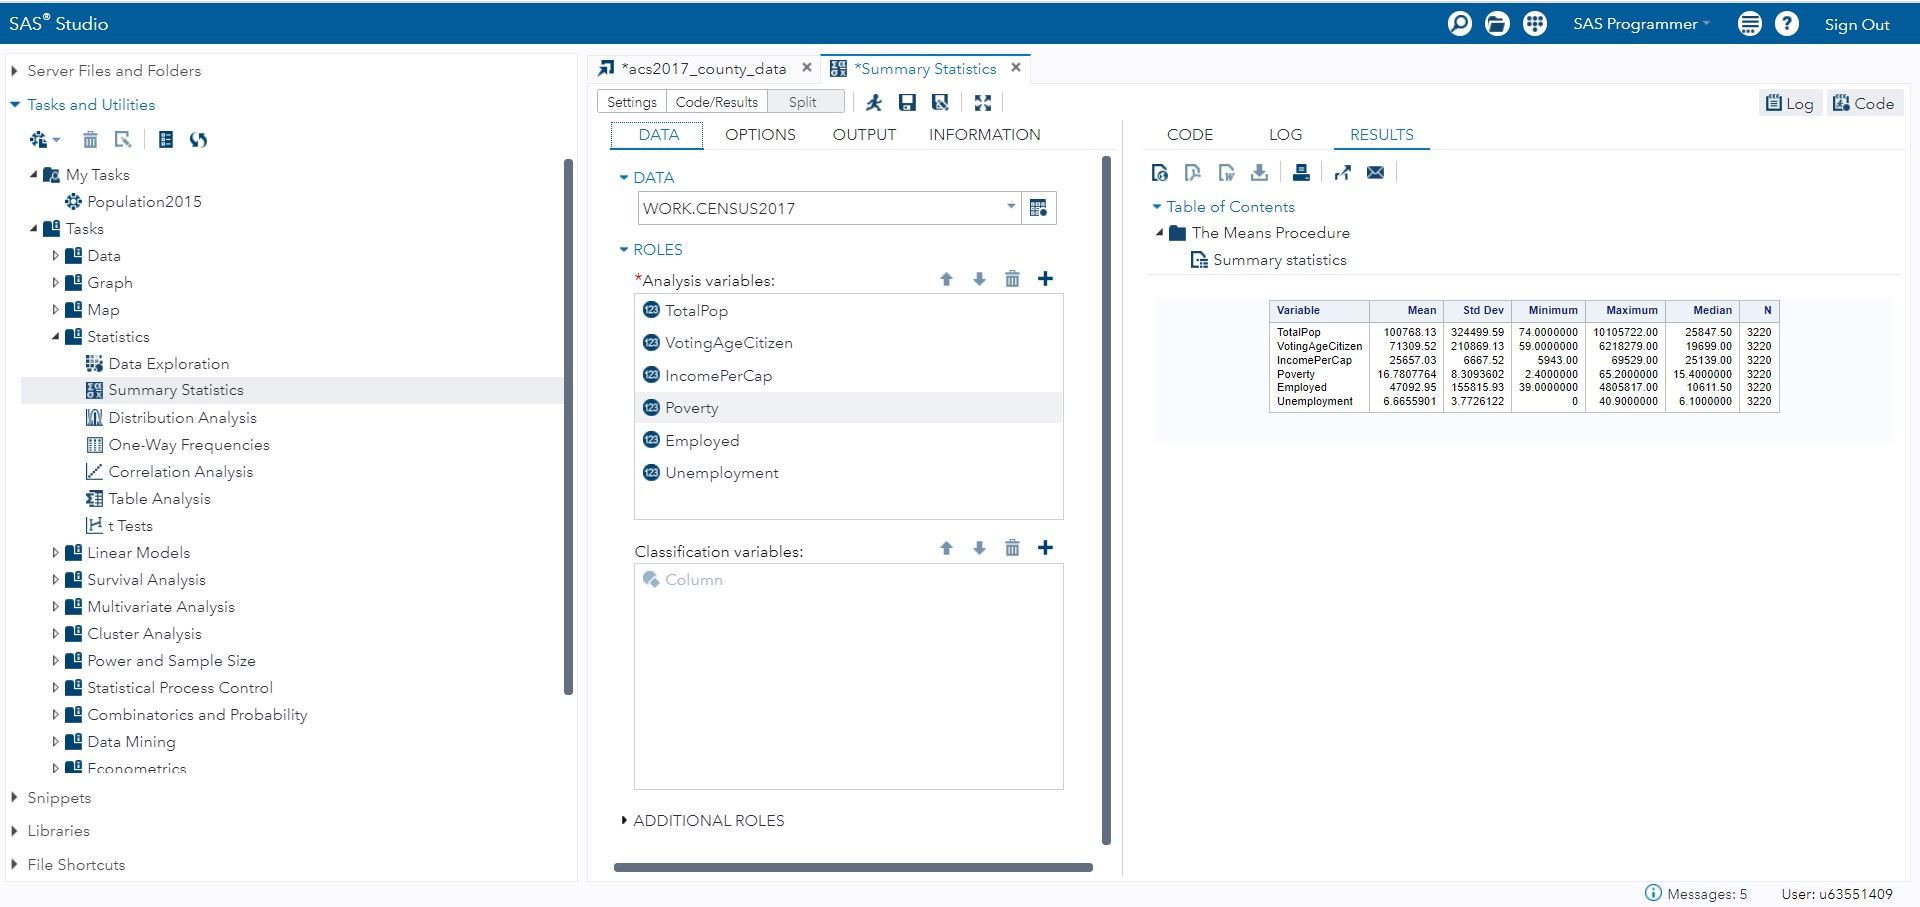 SAS® Studio
SAS Programmer
Sign Out
Server Files and Folders
Tasks and Utilities
My Tasks
Population2015
Tasks
Data
Graph
Map
Statistics
Data Exploration
Summary Statistics
Distribution Analysis
One-Way Frequencies
Correlation Analysis
Table Analysis
t Tests
Linear Models
Survival Analysis
Multivariate Analysis
Cluster Analysis
Power and Sample Size
Statistical Process Control
Combinatorics and Probability
Data Mining
Econometrics
Snippets
Libraries
File Shortcuts
*acs2017_county_data
*Summary Statistics
Settings Code/Results Split
Log Code
DATA OPTIONS OUTPUT INFORMATION
DATA
WORK.CENSUS2017
ROLES
*Analysis variables:
123 TotalPop
123 VotingAgeCitizen
123 IncomePerCap
123 Poverty
123 Employed
123 Unemployment
Classification variables:
Column
ADDITIONAL ROLES
CODE LOG RESULTS
Table of Contents
The Means Procedure
Summary statistics
Variable Mean Std Dev Minimum Maximum Median N
TotalPop 100768.13 324499.59 74.0000000 10105722.00 25847.50 3220
VotingAgeCitizen 71309.52 210869.13 59.0000000 6218279.00 19699.00 3220
IncomePerCap 25657.03 6667.52 5943.00 69529.00 25139.00 3220
Poverty 16.7807764 8.3093602 2.4000000 65.2000000 15.4000000 3220
Employed 47092.95 155815.93 39.0000000 4805817.00 10611.50 3220
Unemployment 6.6655901 3.7726122 0 40.9000000 6.1000000 3220
Messages: 5 User: u63551409